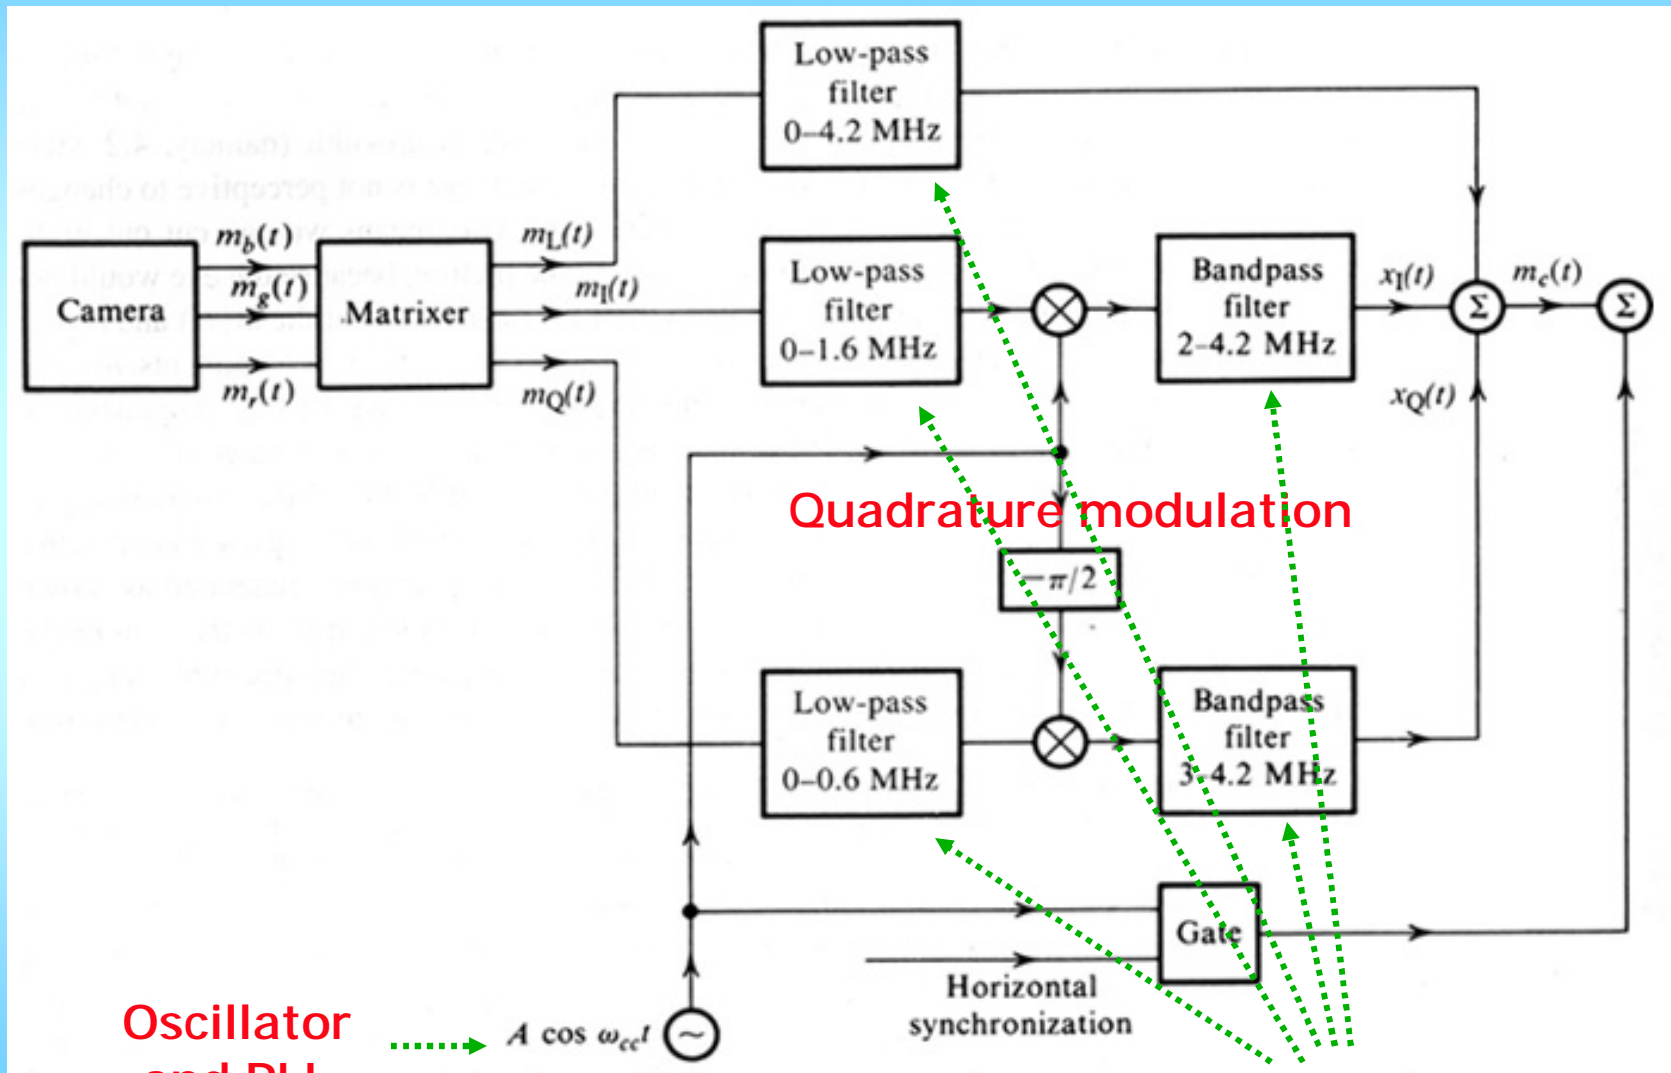 Low-pass
filter
0–4.2 MHz
m_b(t)
m_g(t)
m_r(t)
Camera
Matrixer
m_L(t)
m_I(t)
m_Q(t)
Low-pass
filter
0–1.6 MHz
Bandpass
filter
2–4.2 MHz
x_I(t)
Σ
m_c(t)
Σ
x_Q(t)
Quadrature modulation
−π/2
Low-pass
filter
0–0.6 MHz
Bandpass
filter
3–4.2 MHz
Gate
Horizontal
synchronization
Oscillator
A cos ω_cc t
~